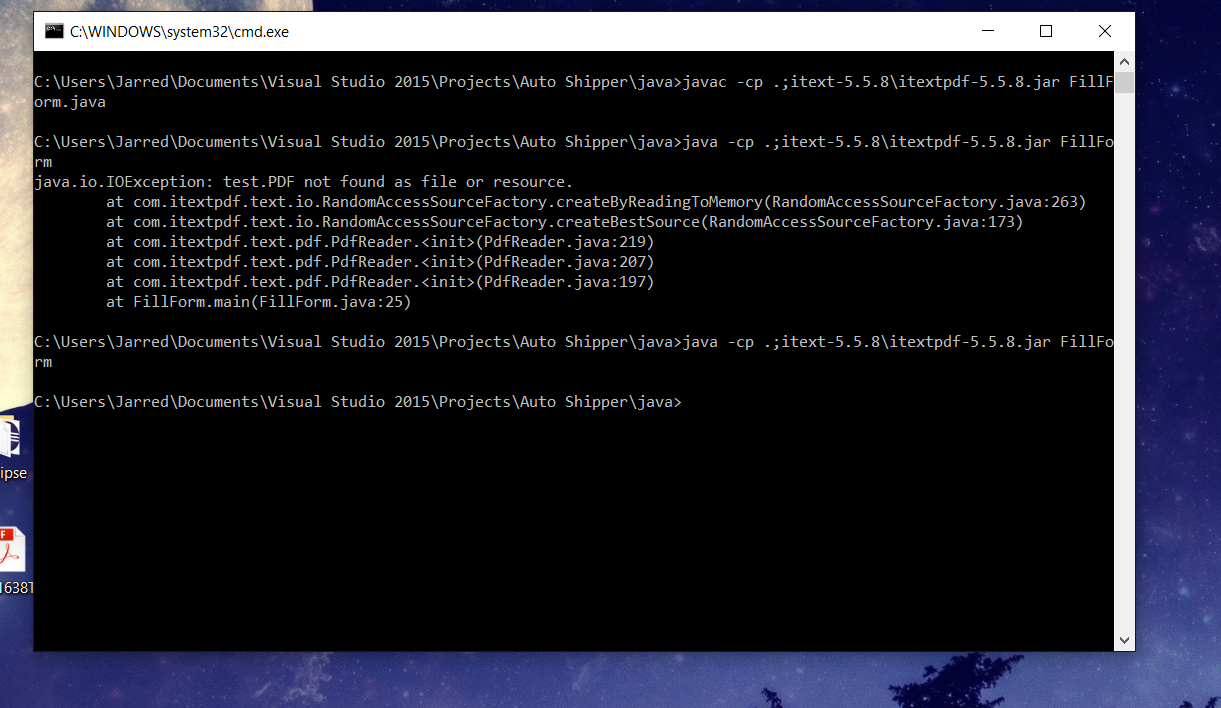 C:\WINDOWS\system32\cmd.exe
C:\Users\Jarred\Documents\Visual Studio 2015\Projects\Auto Shipper\java>javac -cp .;itext-5.5.8\itextpdf-5.5.8.jar FillF
orm.java
C:\Users\Jarred\Documents\Visual Studio 2015\Projects\Auto Shipper\java>java -cp .;itext-5.5.8\itextpdf-5.5.8.jar FillFo
rm
java.io.IOException: test.PDF not found as file or resource.
at com.itextpdf.text.io.RandomAccessSourceFactory.createByReadingToMemory(RandomAccessSourceFactory.java:263)
at com.itextpdf.text.io.RandomAccessSourceFactory.createBestSource(RandomAccessSourceFactory.java:173)
at com.itextpdf.text.pdf.PdfReader.<init>(PdfReader.java:219)
at com.itextpdf.text.pdf.PdfReader.<init>(PdfReader.java:207)
at com.itextpdf.text.pdf.PdfReader.<init>(PdfReader.java:197)
at FillForm.main(FillForm.java:25)
C:\Users\Jarred\Documents\Visual Studio 2015\Projects\Auto Shipper\java>java -cp .;itext-5.5.8\itextpdf-5.5.8.jar FillFo
rm
C:\Users\Jarred\Documents\Visual Studio 2015\Projects\Auto Shipper\java>
ipse